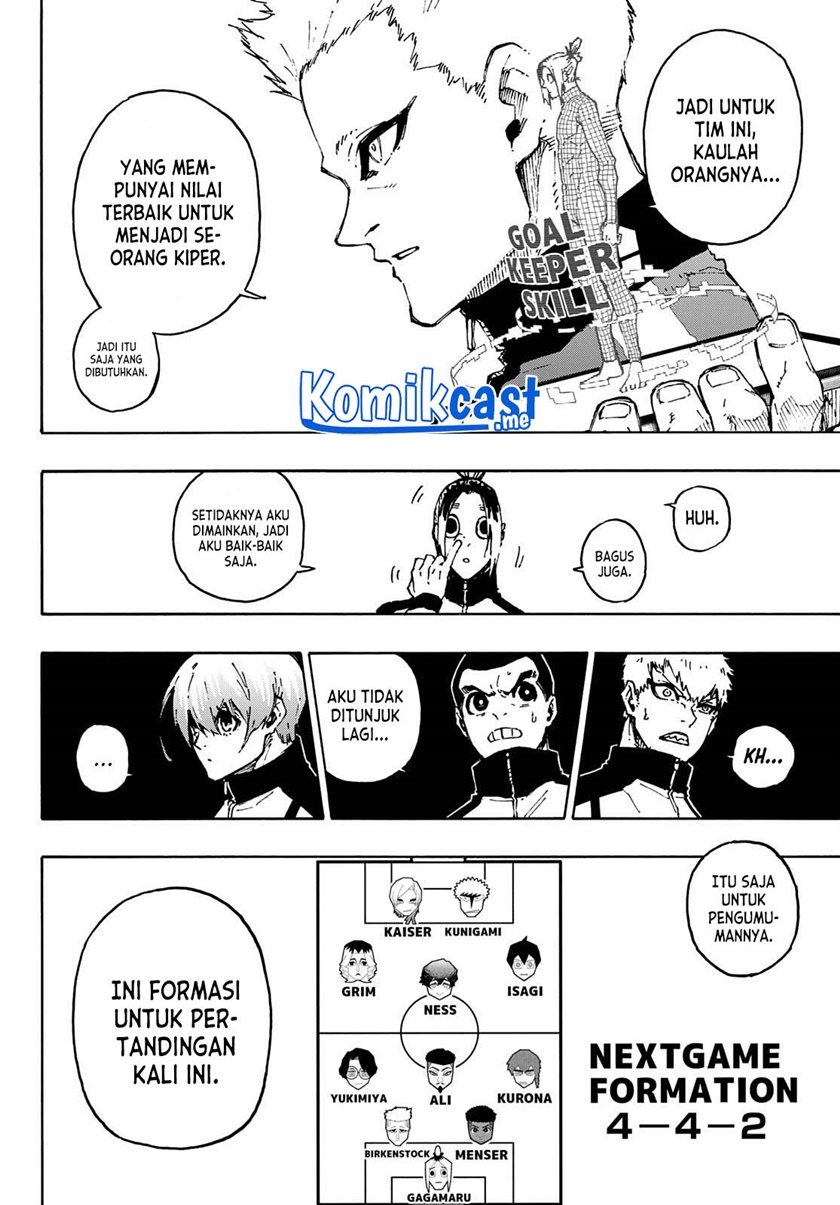 JADI UNTUK
TIM INI,
KAULAH
ORANGNYA...
YANG MEM-
PUNYAI NILAI
TERBAIK UNTUK
MENJADI SE-
ORANG KIPER.
GOAL
KEEPER
SKILL
JADI ITU
SAJA YANG
DIBUTUHKAN.
Komikcast
.me
HUH.
BAGUS
JUGA.
SETIDAKNYA AKU
DIMAINKAN, JADI
AKU BAIK-BAIK
SAJA.
KH...
AKU TIDAK
DITUNJUK
LAGI...
...
ITU SAJA
UNTUK
PENGUMU-
MANNYA.
INI FORMASI
UNTUK PER-
TANDINGAN
KALI INI.
KAISER KUNIGAMI
GRIM NESS ISAGI
YUKIMIYA ALI KURONA
BIRKENSTOCK MENSER
GAGAMARU
NEXTGAME
FORMATION
4-4-2